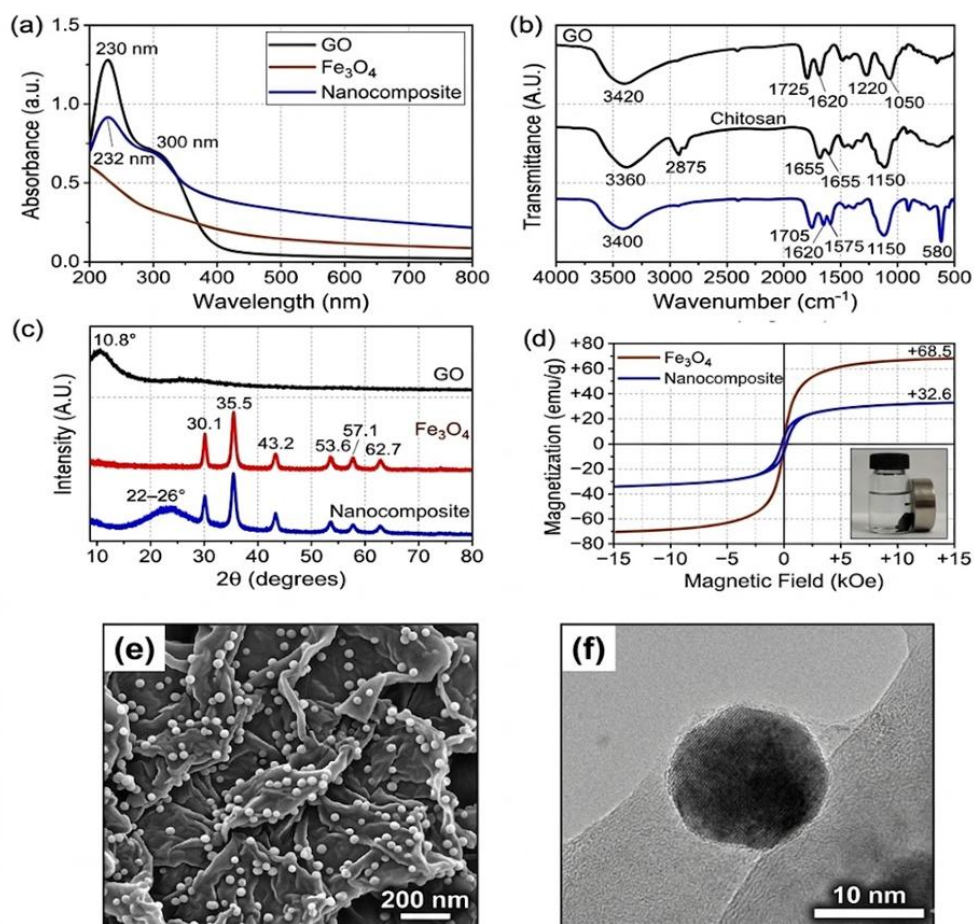 (a)
1.5
1.0
0.5
0.0
Absorbance (a.u.)
230 nm
232 nm
300 nm
GO
Fe₃O₄
Nanocomposite
200 300 400 500 600 700 800
Wavelength (nm)
(b)
Transmittance (A.U.)
GO
3420
1725
1620
1220
1050
Chitosan
3360
2875
1655
1655
1150
3400
1705
1620
1575
1150
580
4000 3500 3000 2500 2000 1500 1000 500
Wavenumber (cm⁻¹)
(c)
Intensity (A.U.)
10.8°
GO
30.1
35.5
43.2
53.6
57.1
62.7
Fe₃O₄
22–26°
Nanocomposite
10 20 30 40 50 60 70 80
2θ (degrees)
(d)
Magnetization (emu/g)
+80
+60
+40
+20
0
−20
−40
−60
−80
Fe₃O₄
Nanocomposite
+68.5
+32.6
−15 −10 −5 0 +5 +10 +15
Magnetic Field (kOe)
(e)
200 nm
(f)
10 nm